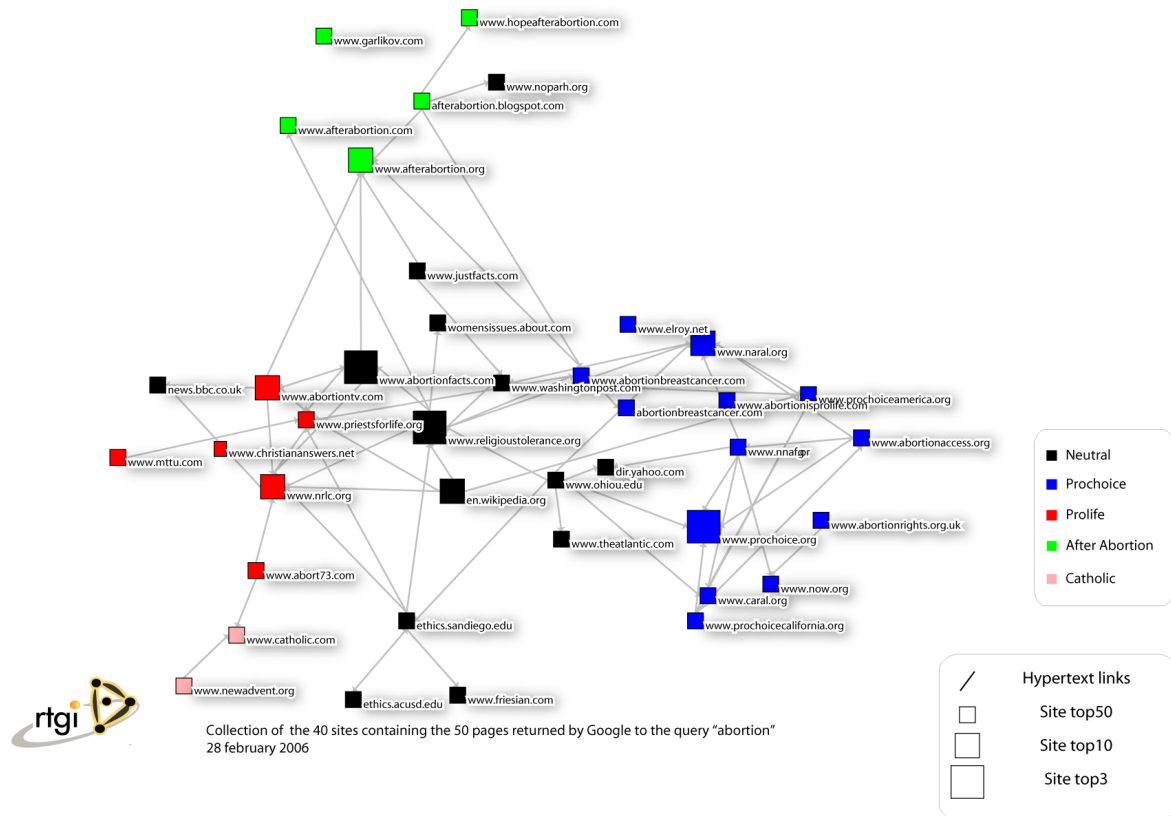 www.hopeafterabortion.com
www.garlikov.com
www.noparh.org
afterabortion.blogspot.com
www.afterabortion.com
www.afterabortion.org
www.justfacts.com
womensissues.about.com
www.elroy.net
www.naral.org
www.abortionfacts.com
www.abortionbreastcancer.com
news.bbc.co.uk
www.washingtonpost.com
www.abortiontv.com
www.prochoiceamerica.org
www.abortionisprolife.com
abortionbreastcancer.com
www.priestsforlife.org
www.religioustolerance.org
www.abortionaccess.org
www.christiananswers.net
www.nnaf.or
www.mttu.com
dir.yahoo.com
www.ohiou.edu
www.nrlc.org
en.wikipedia.org
www.abortionrights.org.uk
www.prochoice.org
www.theatlantic.com
www.abort73.com
www.now.org
www.caral.org
ethics.sandiego.edu
www.prochoicecalifornia.org
www.catholic.com
www.newadvent.org
www.friesian.com
ethics.acusd.edu
Neutral
Prochoice
Prolife
After Abortion
Catholic
Hypertext links
Site top50
Site top10
Site top3
rtgi
Collection of the 40 sites containing the 50 pages returned by Google to the query “abortion”
28 february 2006